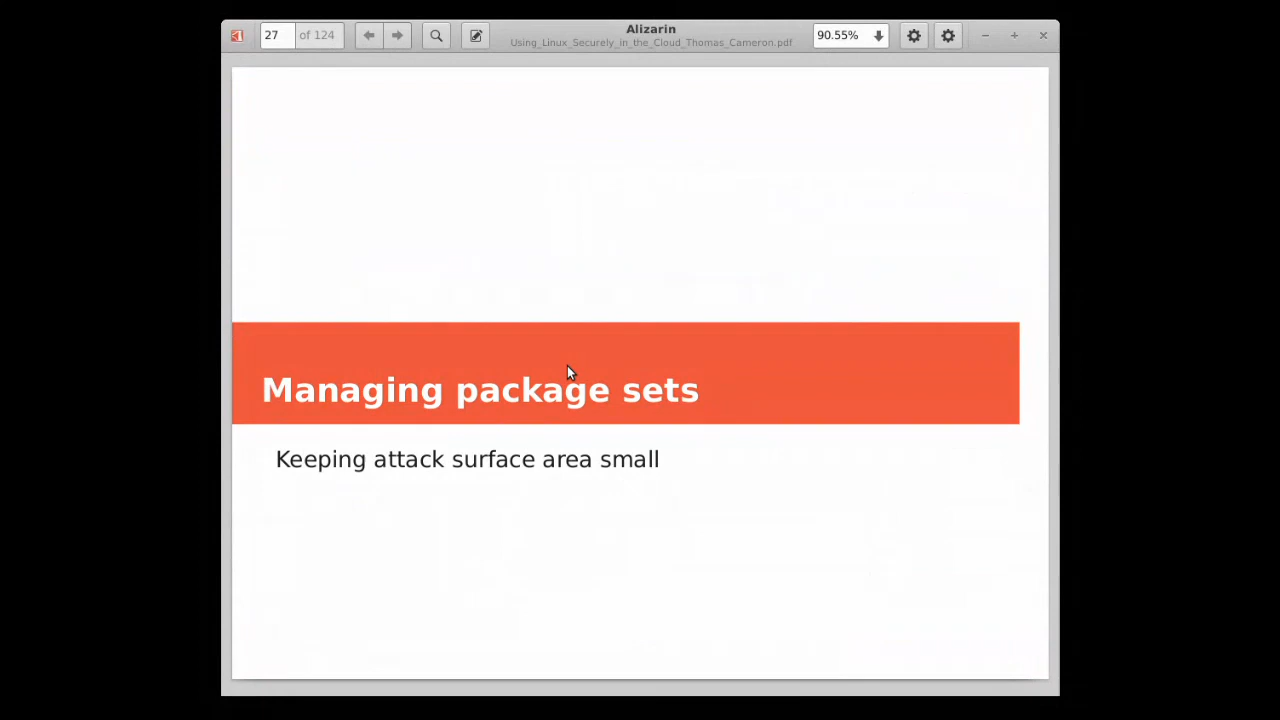 27 of 124
Alizarin
Using_Linux_Securely_in_the_Cloud_Thomas_Cameron.pdf
90.55%
Managing package sets
Keeping attack surface area small